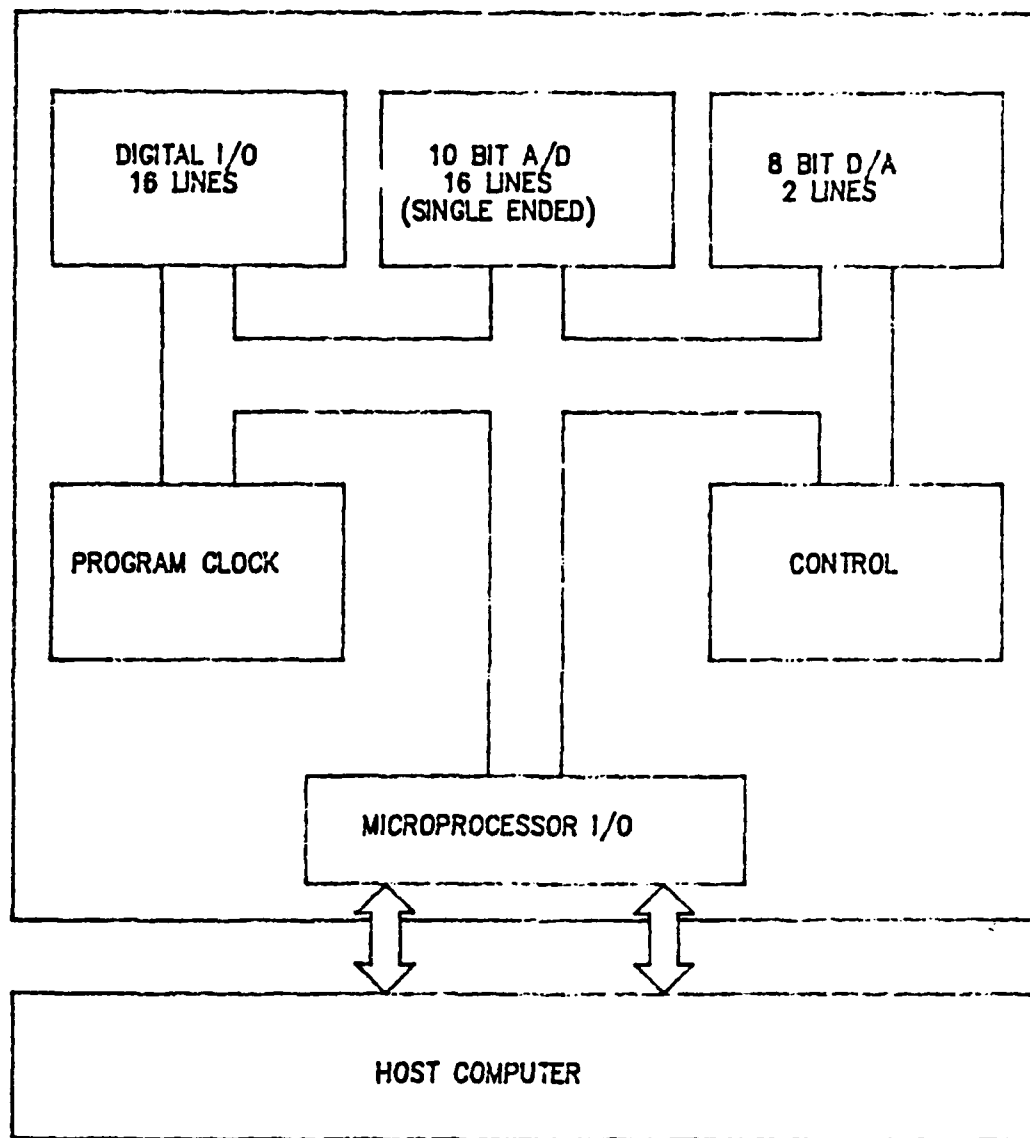 DIGITAL I/O
16 LINES
10 BIT A/D
16 LINES
(SINGLE ENDED)
8 BIT D/A
2 LINES
PROGRAM CLOCK
CONTROL
MICROPROCESSOR I/O
HOST COMPUTER